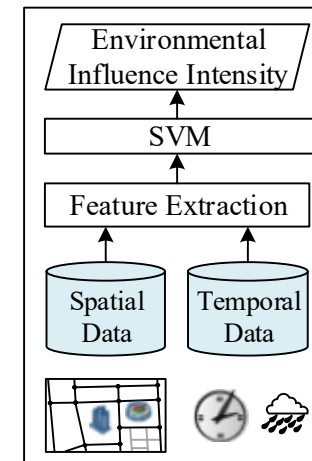 Environmental
Influence Intensity
SVM
Feature Extraction
Spatial
Data
Temporal
Data